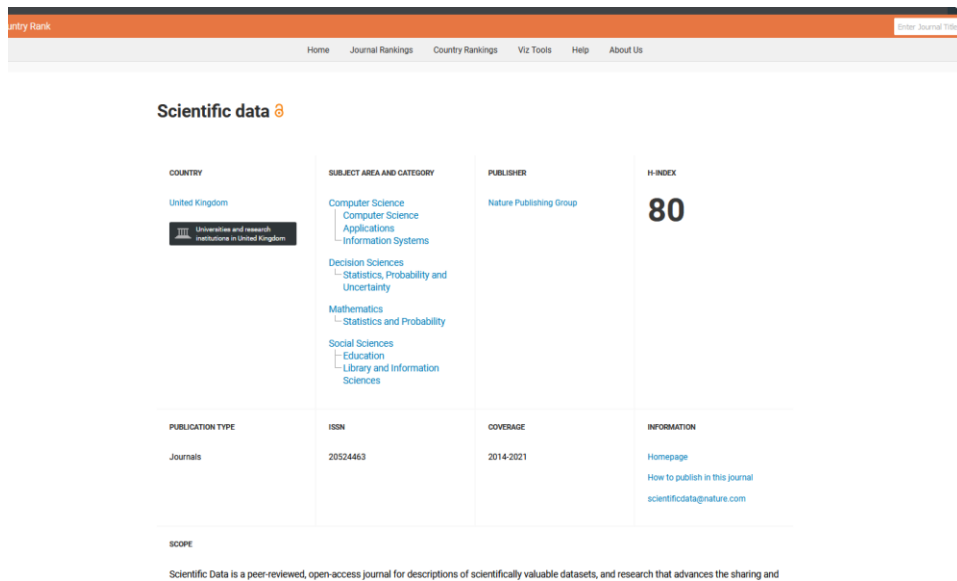 untry Rank
Enter Journal Title
Home Journal Rankings Country Rankings Viz Tools Help About Us
Scientific data
COUNTRY
United Kingdom
Universities and research
institutions in United Kingdom
SUBJECT AREA AND CATEGORY
Computer Science
Computer Science
Applications
Information Systems
Decision Sciences
Statistics, Probability and
Uncertainty
Mathematics
Statistics and Probability
Social Sciences
Education
Library and Information
Sciences
PUBLISHER
Nature Publishing Group
H-INDEX
80
PUBLICATION TYPE
Journals
ISSN
20524463
COVERAGE
2014-2021
INFORMATION
Homepage
How to publish in this journal
scientificdata@nature.com
SCOPE
Scientific Data is a peer-reviewed, open-access journal for descriptions of scientifically valuable datasets, and research that advances the sharing and